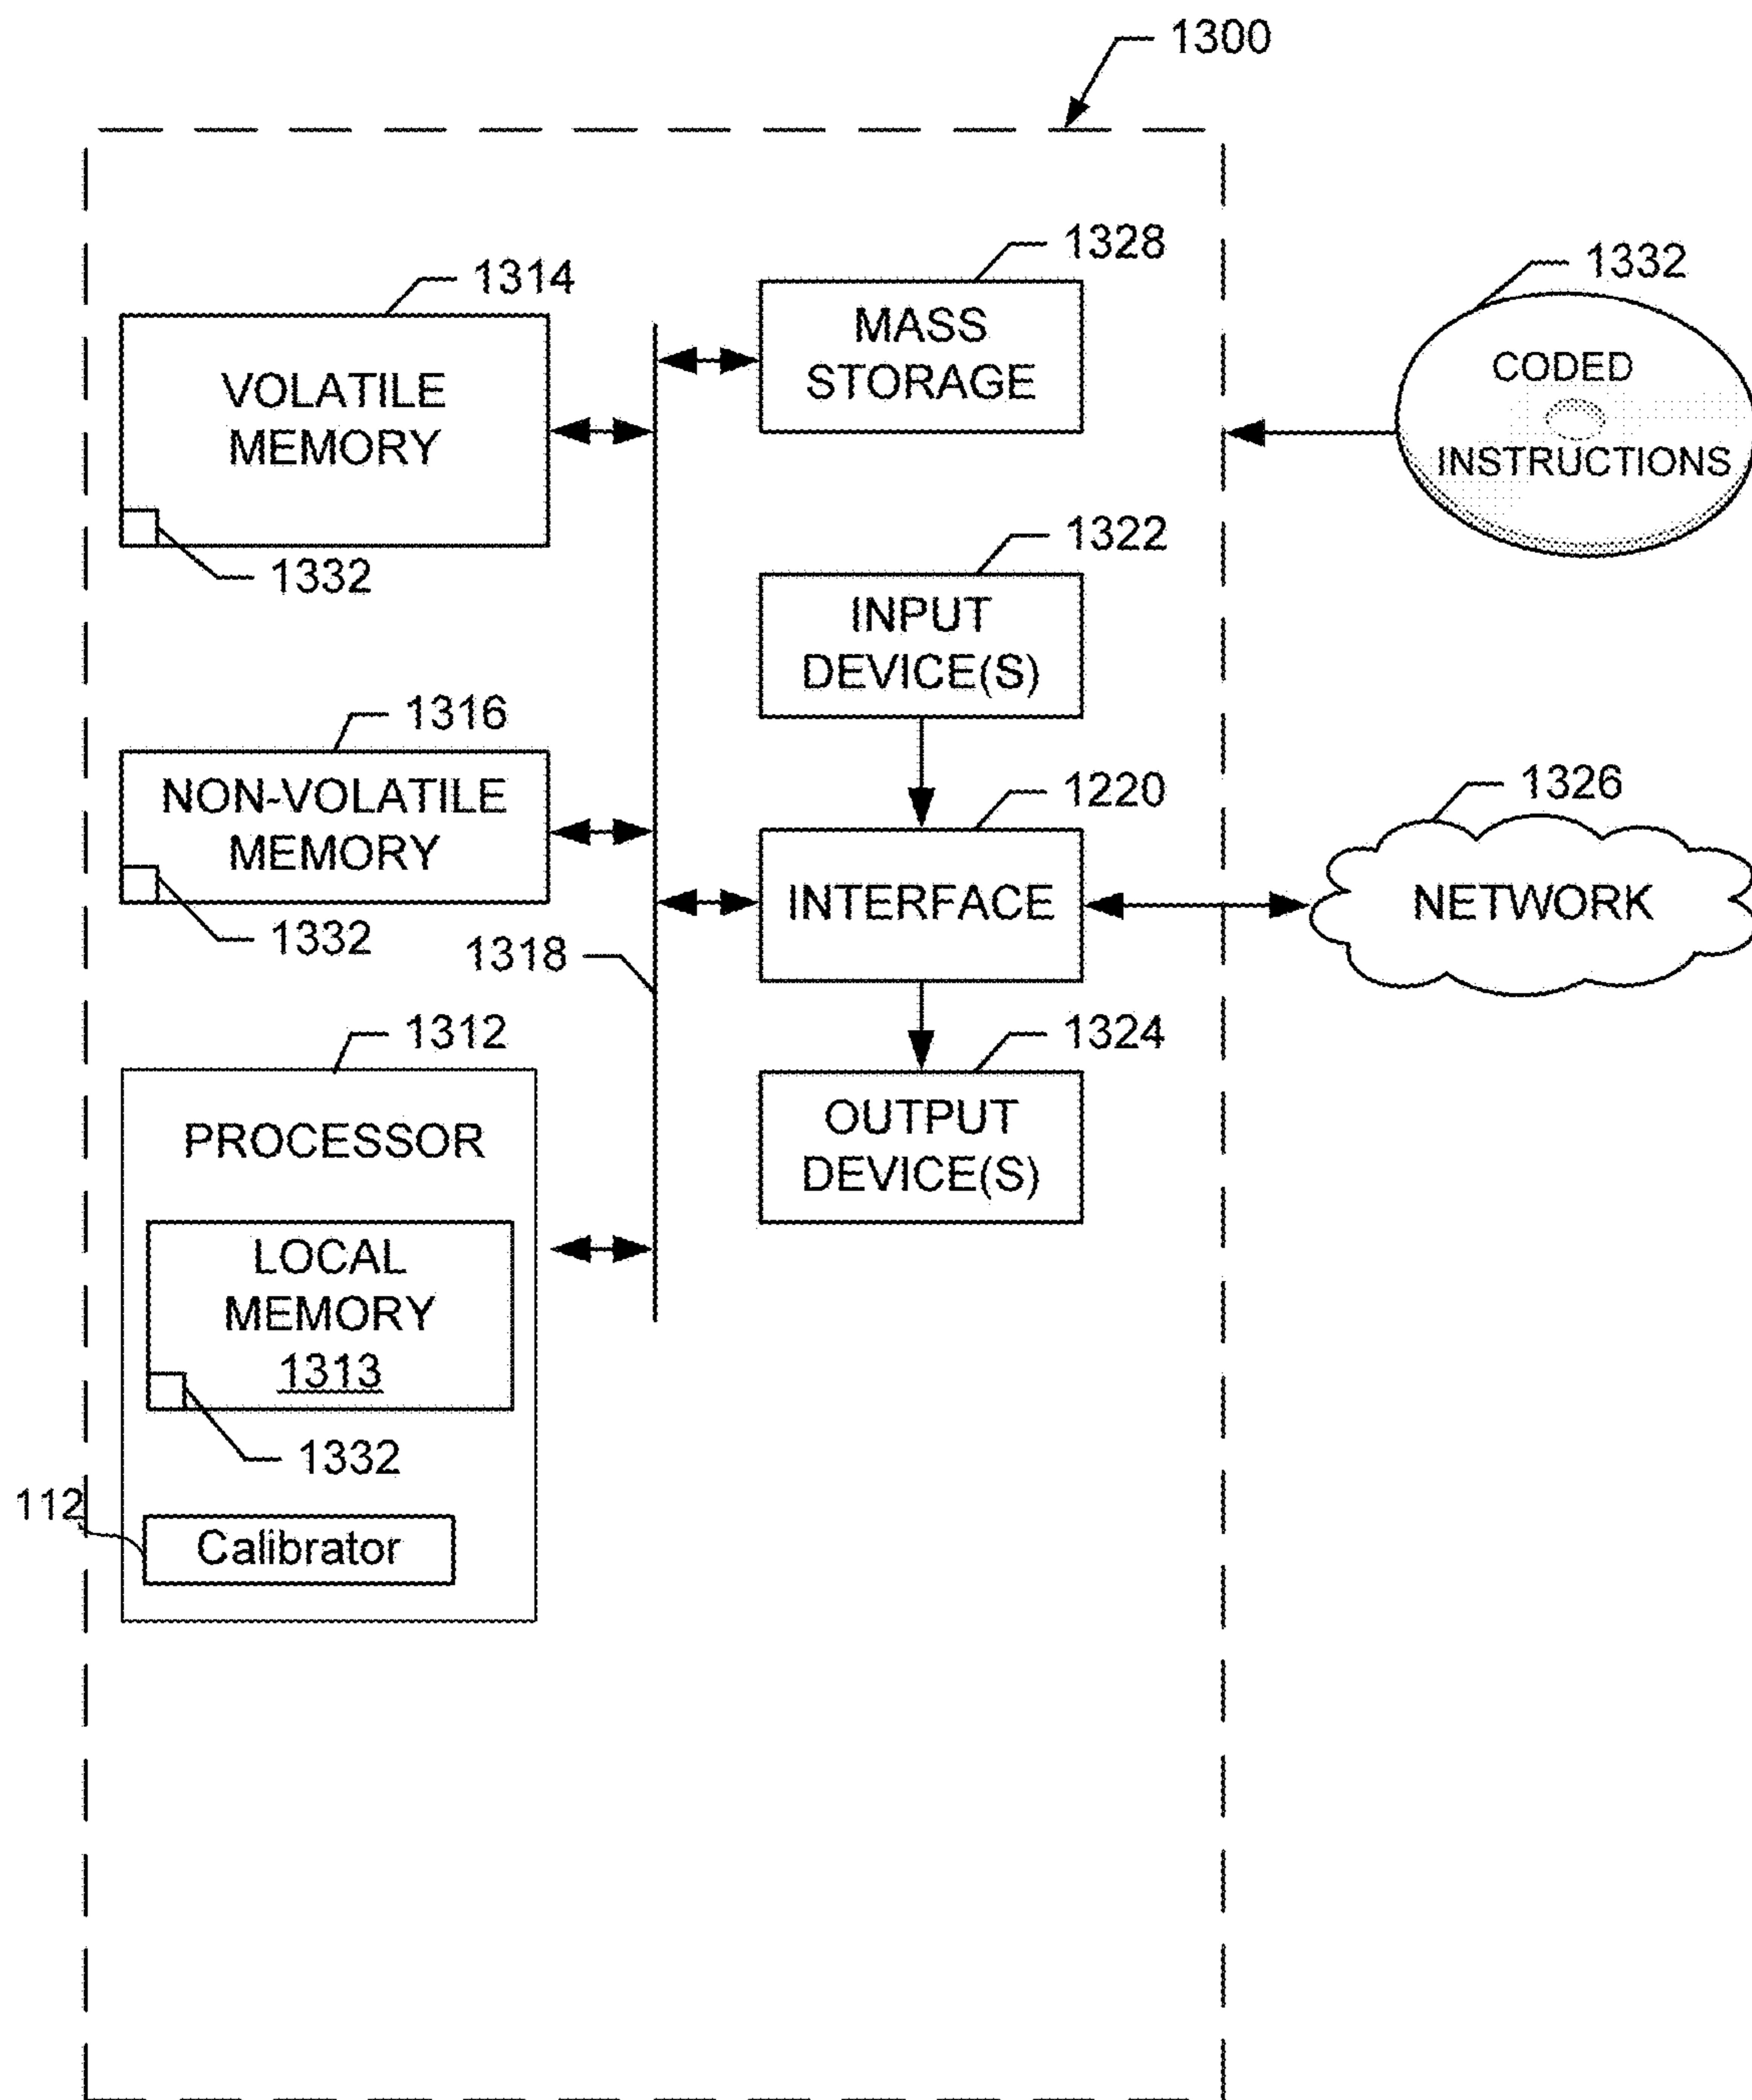 1300
1328
1314
1332
MASS
STORAGE
VOLATILE
MEMORY
CODED
INSTRUCTIONS
1332
1322
INPUT
DEVICE(S)
1316
1220
1326
NON-VOLATILE
MEMORY
INTERFACE
NETWORK
1332
1318
1312
1324
PROCESSOR
OUTPUT
DEVICE(S)
LOCAL
MEMORY
1313
1332
112
Calibrator